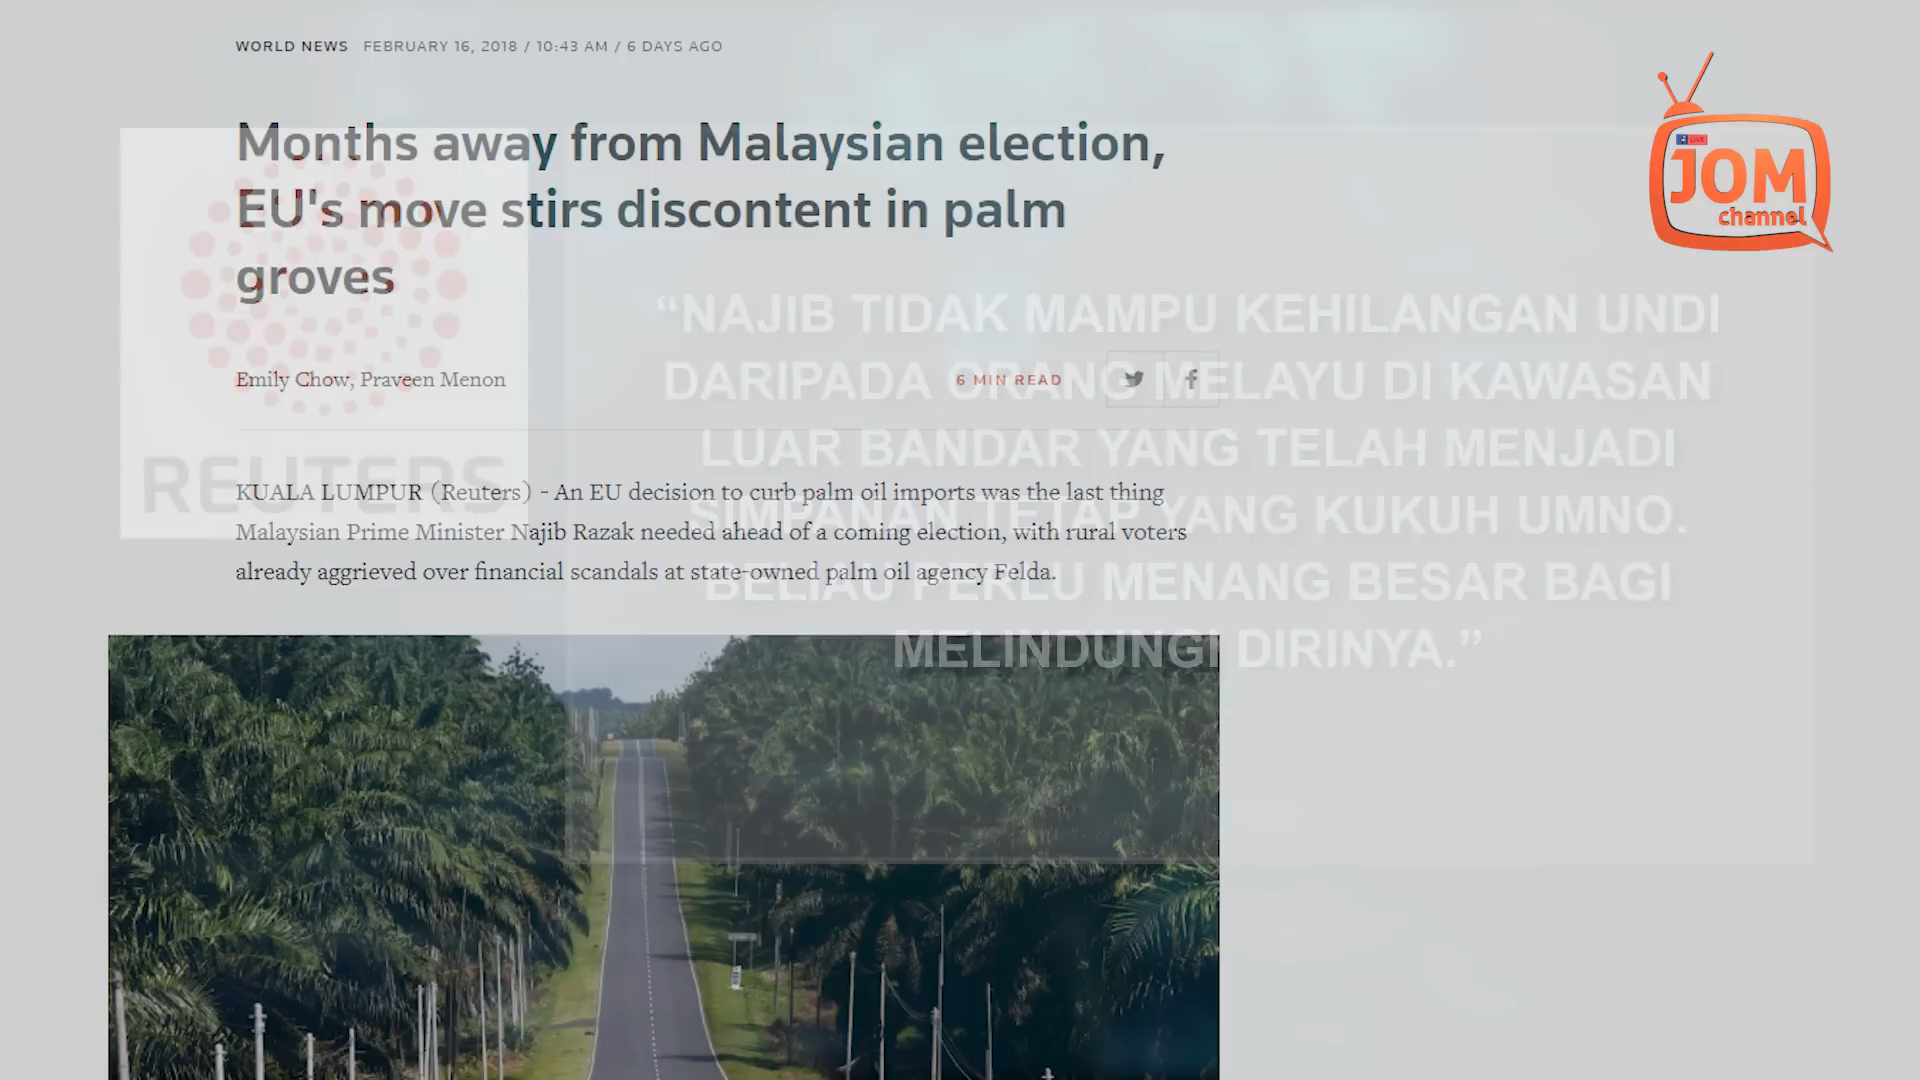 WORLD NEWS FEBRUARY 16, 2018 / 10:43 AM / 6 DAYS AGO
Months away from Malaysian election,
EU's move stirs discontent in palm
groves
Emily Chow, Praveen Menon
6 MIN READ
KUALA LUMPUR (Reuters) - An EU decision to curb palm oil imports was the last thing
Malaysian Prime Minister Najib Razak needed ahead of a coming election, with rural voters
already aggrieved over financial scandals at state-owned palm oil agency Felda.
REUTERS
“NAJIB TIDAK MAMPU KEHILANGAN UNDI
DARIPADA ORANG MELAYU DI KAWASAN
LUAR BANDAR YANG TELAH MENJADI
SIMPANAN TETAP YANG KUKUH UMNO.
BELIAU PERLU MENANG BESAR BAGI
MELINDUNGI DIRINYA.”
LIVE
JOM
channel